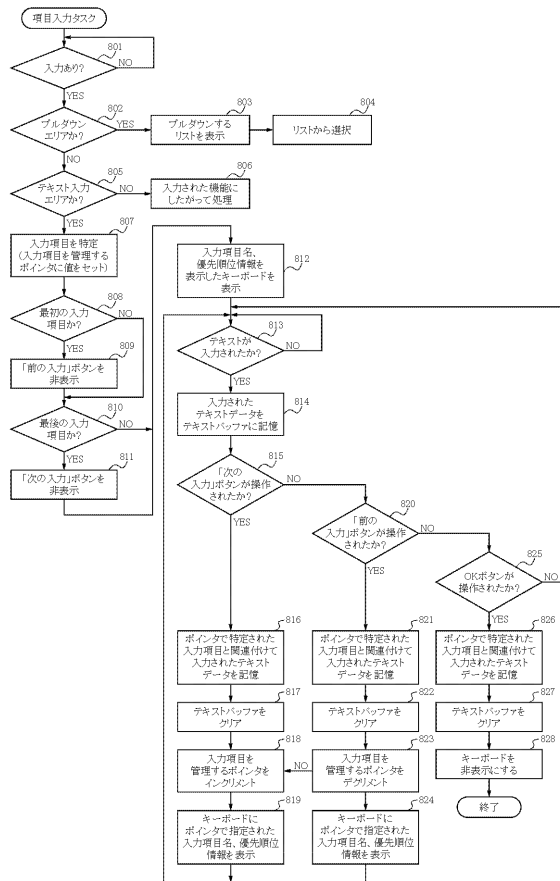 項目入力タスク
801
入力あり?
NO
YES
802
プルダウン
エリアか?
YES
NO
803
プルダウンする
リストを表示
804
リストから選択
805
テキスト入力
エリアか?
NO
YES
806
入力された機能に
したがって処理
807
入力項目を特定
(入力項目を管理する
ポインタに値をセット)
808
最初の入力
項目か?
NO
YES
809
「前の入力」ボタンを
非表示
810
最後の入力
項目か?
NO
YES
811
「次の入力」ボタンを
非表示
812
入力項目名、
優先順位情報を
表示したキーボードを
表示
813
テキストが
入力されたか?
NO
YES
814
入力された
テキストデータを
テキストバッファに記憶
815
「次の
入力」ボタンが操作
されたか?
NO
YES
820
「前の
入力」ボタンが操作
されたか?
NO
YES
825
OKボタンが
操作されたか?
NO
YES
816
ポインタで特定された
入力項目と関連付けて
入力されたテキスト
データを記憶
817
テキストバッファを
クリア
818
入力項目を
管理するポインタを
インクリメント
819
キーボードに
ポインタで指定された
入力項目名、優先順位
情報を表示
821
ポインタで特定された
入力項目と関連付けて
入力されたテキスト
データを記憶
822
テキストバッファを
クリア
823
入力項目を
管理するポインタを
デクリメント
NO
824
キーボードに
ポインタで指定された
入力項目名、優先順位
情報を表示
826
ポインタで特定された
入力項目と関連付けて
入力されたテキスト
データを記憶
827
テキストバッファを
クリア
828
キーボードを
非表示にする
終了